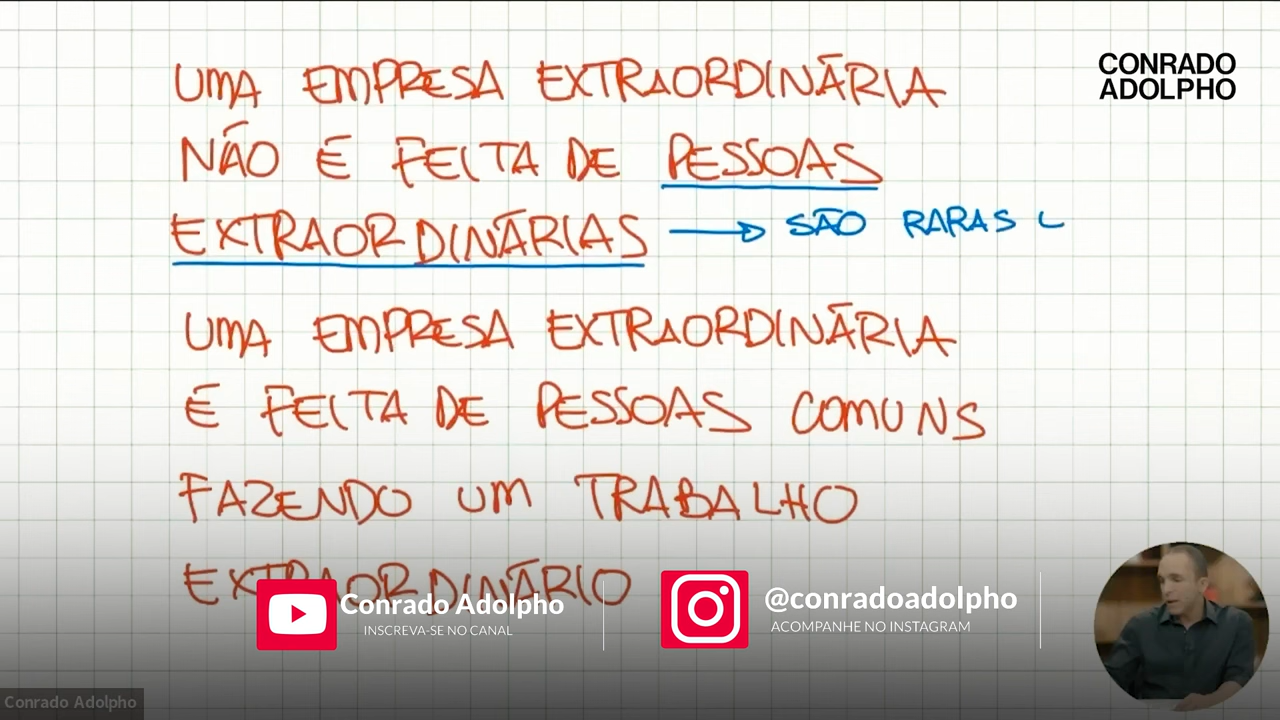 UMA EMPRESA EXTRAORDINÁRIA
NÃO É FEITA DE PESSOAS
EXTRAORDINÁRIAS → SÃO RARAS
UMA EMPRESA EXTRAORDINÁRIA
É FEITA DE PESSOAS COMUNS
FAZENDO UM TRABALHO
EXTRAORDINÁRIO
CONRADO
ADOLPHO
Conrado Adolpho
INSCREVA-SE NO CANAL
@conradoadolpho
ACOMPANHE NO INSTAGRAM
Conrado Adolpho